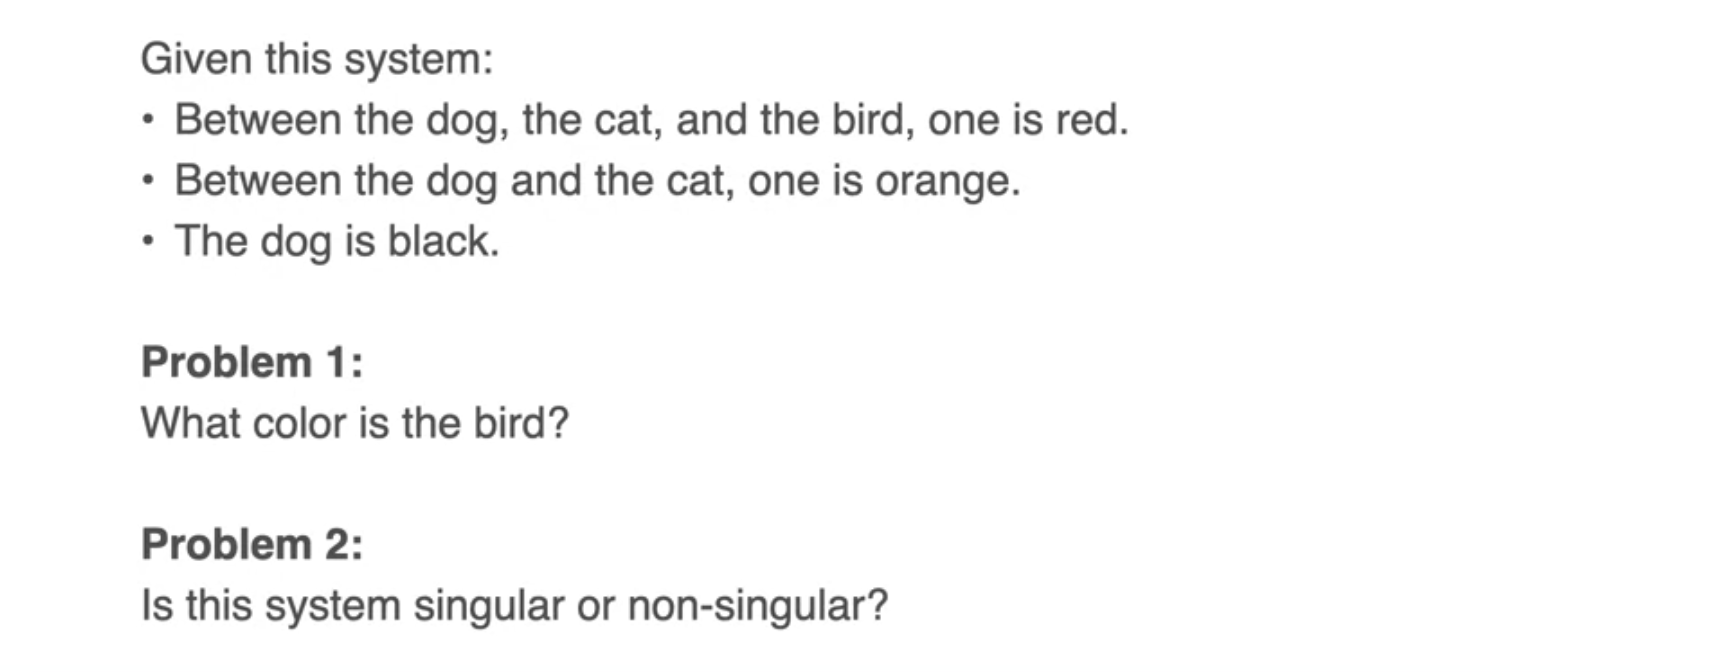 Given this system:
• Between the dog, the cat, and the bird, one is red.
• Between the dog and the cat, one is orange.
• The dog is black.
Problem 1:
What color is the bird?
Problem 2:
Is this system singular or non-singular?